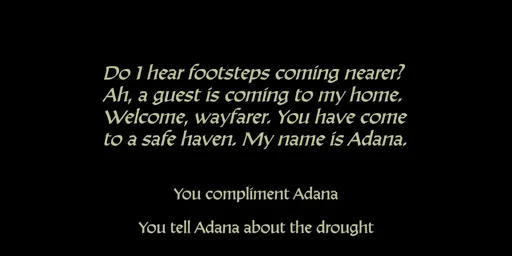 Do I hear footsteps coming nearer?
Ah, a guest is coming to my home.
Welcome, wayfarer. You have come
to a safe haven. My name is Adana.
You compliment Adana
You tell Adana about the drought